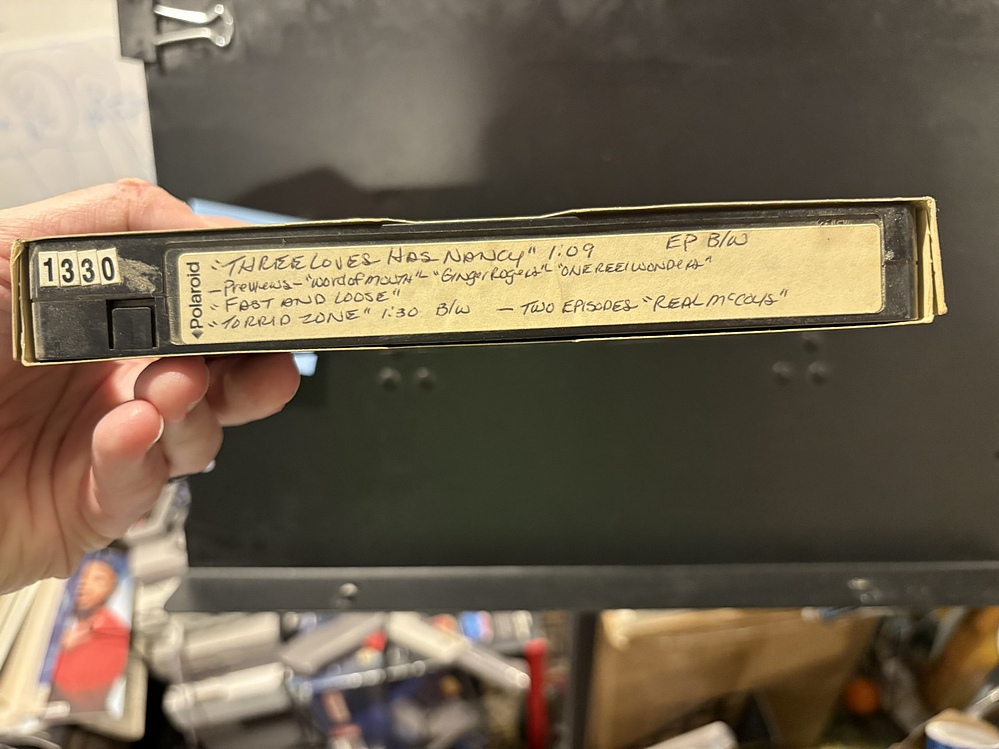 1330
Polaroid
"THREE LOVES HAS NANCY" 1:09 EP B/W
- Previews - "word of mouth" - "Ginger Rogers" - "ONE REEL WONDERS"
"FAST AND LOOSE"
"TORRID ZONE" 1:30 B/W - TWO EPISODES "REAL McCOYS"